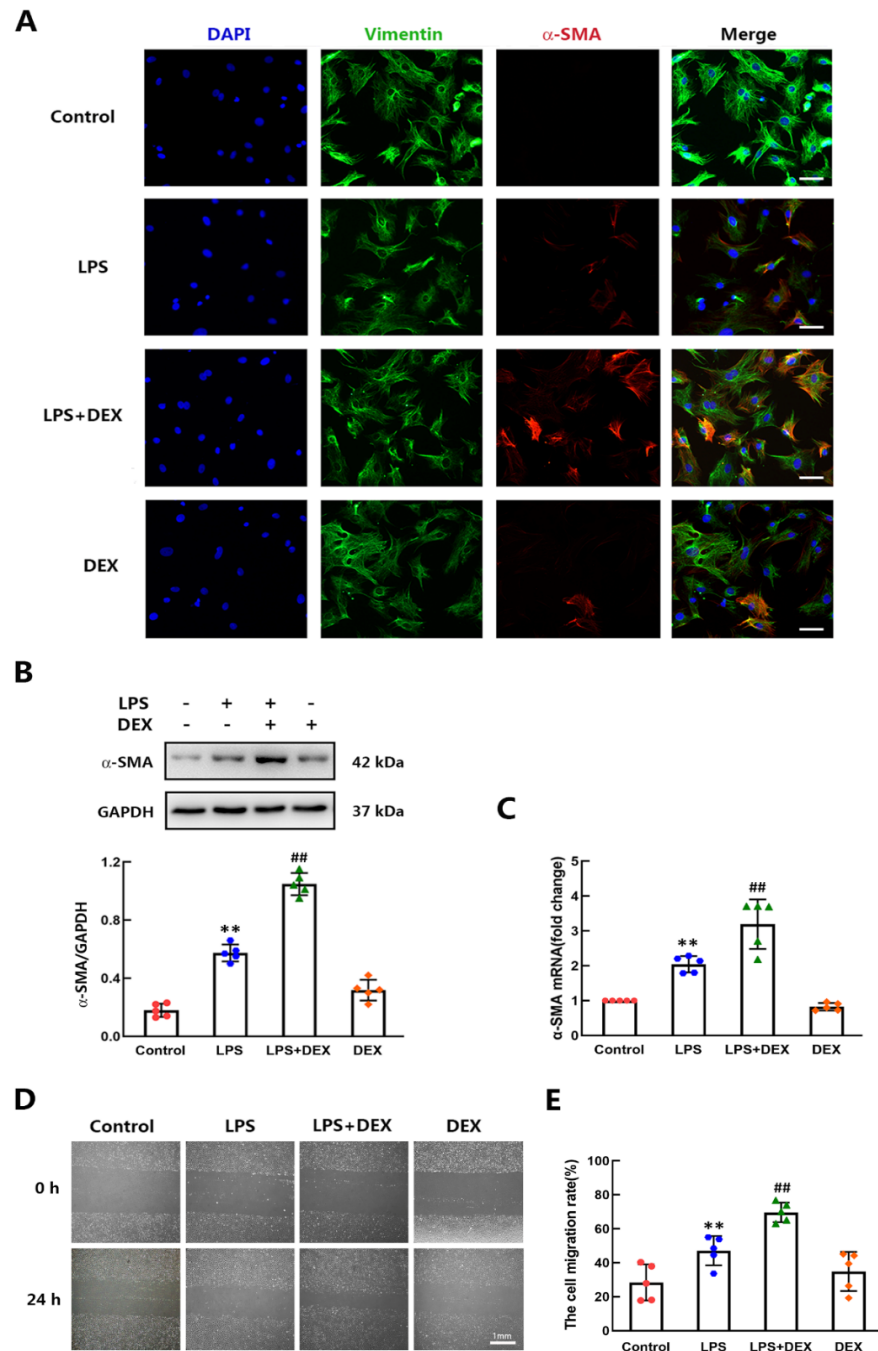 A
DAPI Vimentin α-SMA Merge
Control
LPS
LPS+DEX
DEX
B
LPS - + + -
DEX - - + +
α-SMA 42 kDa
GAPDH 37 kDa
α-SMA/GAPDH
1.2
0.8
0.4
0.0
**
##
Control LPS LPS+DEX DEX
C
α-SMA mRNA(fold change)
5
4
3
2
1
0
**
##
Control LPS LPS+DEX DEX
D
Control LPS LPS+DEX DEX
0 h
24 h
1mm
E
The cell migration rate(%)
100
80
60
40
20
0
**
##
Control LPS LPS+DEX DEX